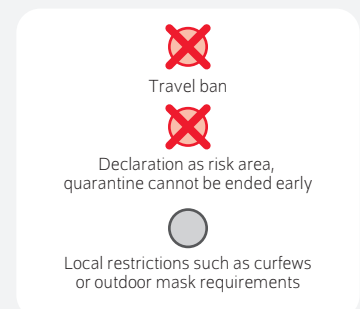 Travel ban
Declaration as risk area,
quarantine cannot be ended early
Local restrictions such as curfews
or outdoor mask requirements